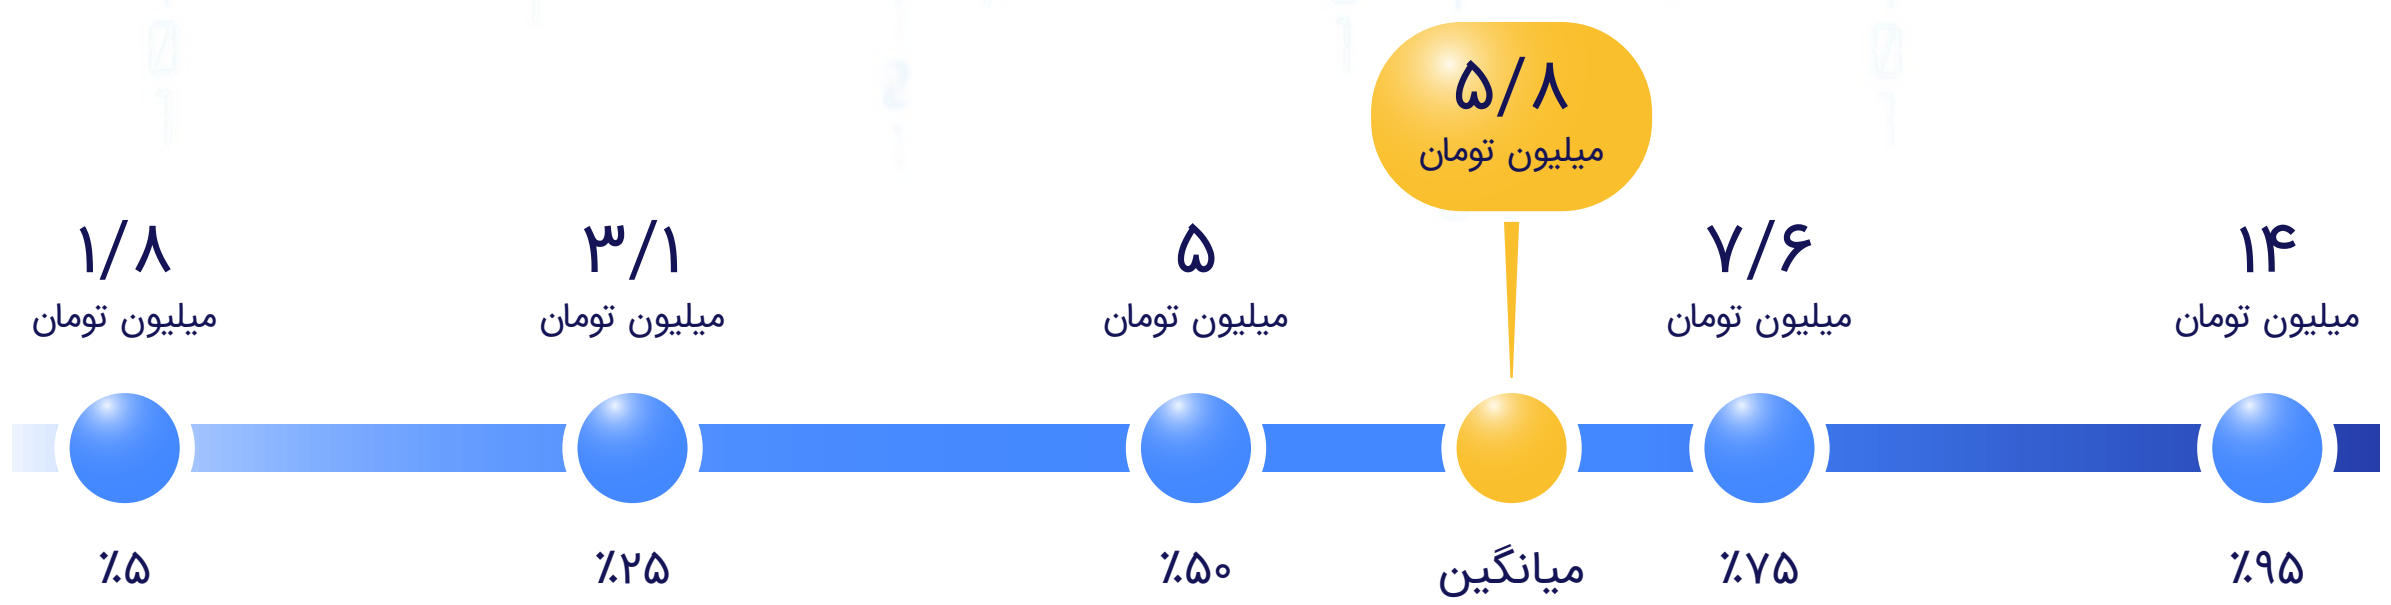 ۵/۸
میلیون تومان
۱/۸
میلیون تومان
۳/۱
میلیون تومان
۵
میلیون تومان
۷/۶
میلیون تومان
۱۴
میلیون تومان
٪۵
٪۲۵
٪۵۰
میانگین
٪۷۵
٪۹۵